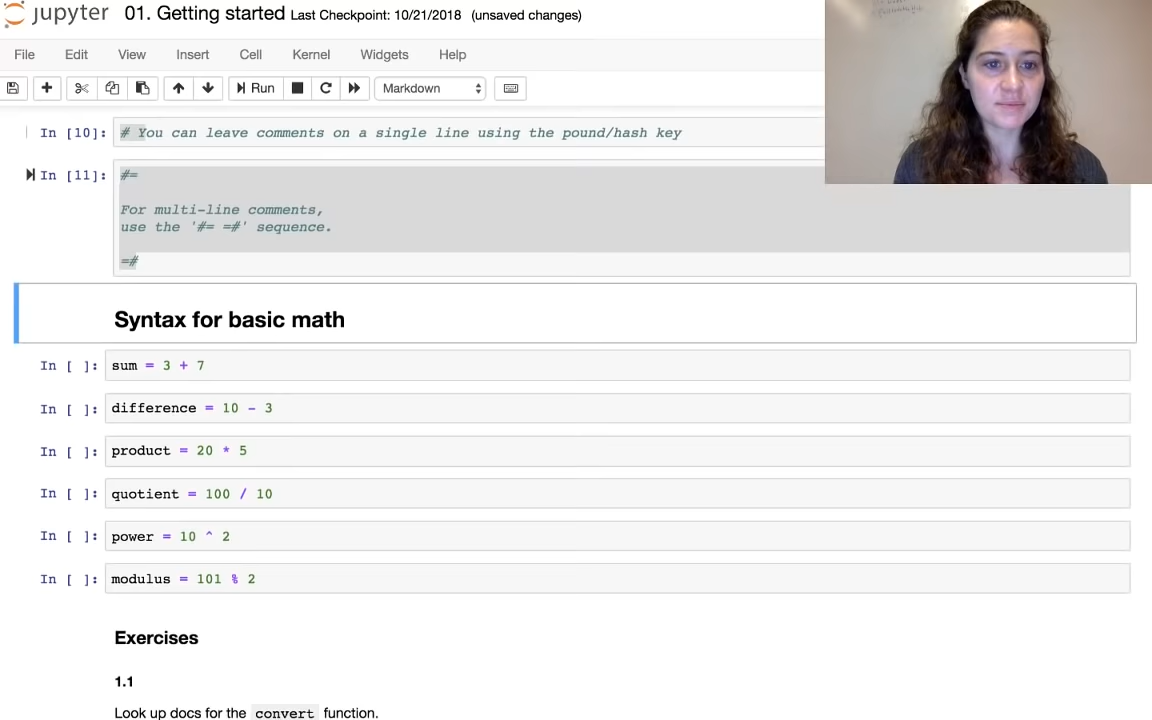 jupyter 01. Getting started Last Checkpoint: 10/21/2018 (unsaved changes)
File Edit View Insert Cell Kernel Widgets Help
Run Markdown
In [10]: # You can leave comments on a single line using the pound/hash key
In [11]: #=
For multi-line comments,
use the '#= =#' sequence.
=#
Syntax for basic math
In [ ]: sum = 3 + 7
In [ ]: difference = 10 - 3
In [ ]: product = 20 * 5
In [ ]: quotient = 100 / 10
In [ ]: power = 10 ^ 2
In [ ]: modulus = 101 % 2
Exercises
1.1
Look up docs for the convert function.